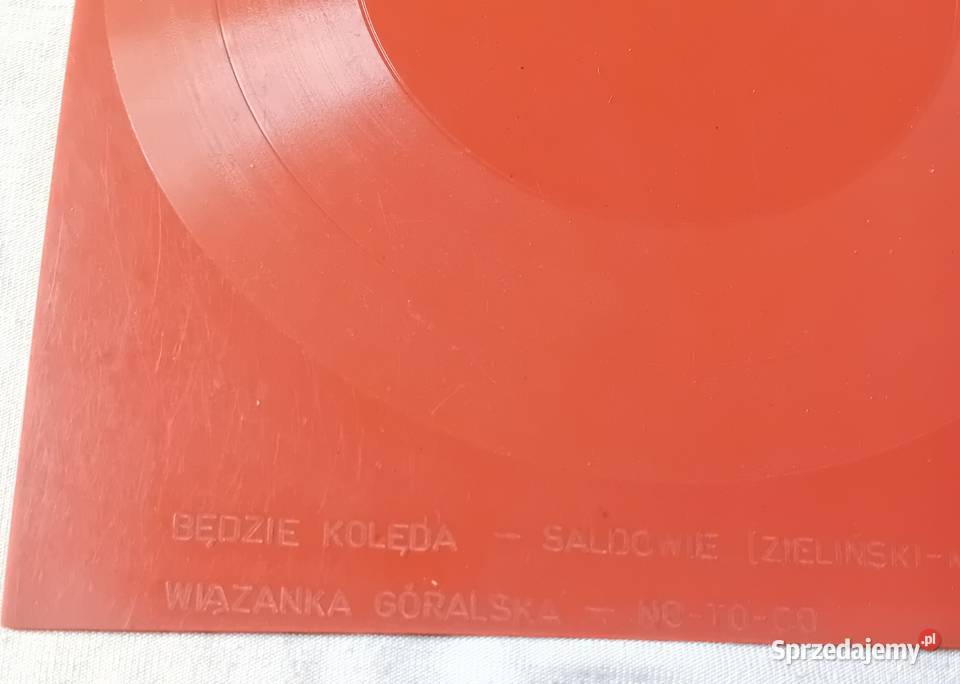 BĘDZIE KOLĘDA — SALDOWIE [ZIELIŃSKI-
WIĄZANKA GÓRALSKA — NO-TO-CO
Sprzedajemy.pl